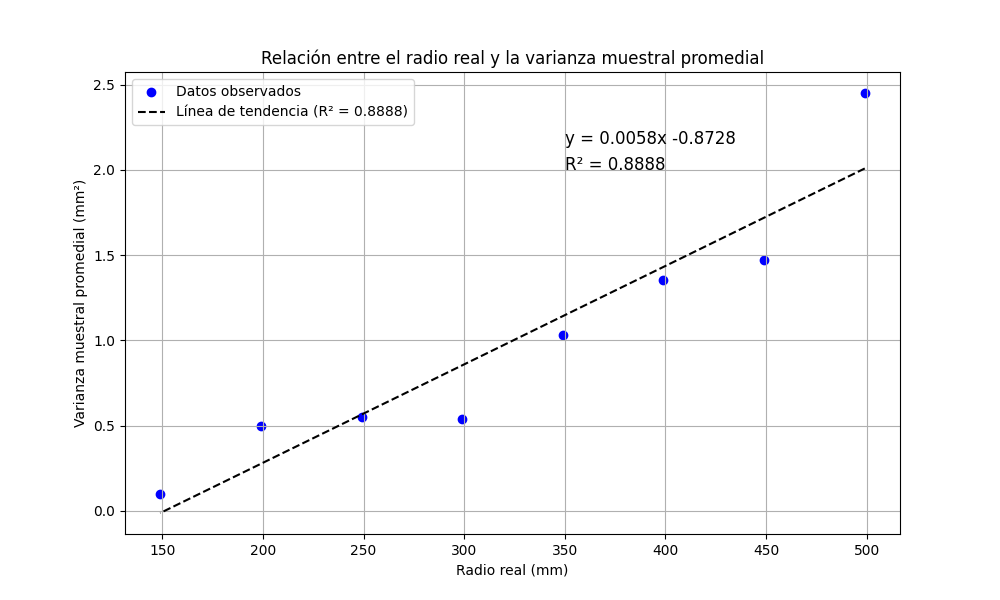 Relación entre el radio real y la varianza muestral promedial
Datos observados
Línea de tendencia (R² = 0.8888)
y = 0.0058x -0.8728
R² = 0.8888
Varianza muestral promedial (mm²)
2.5
2.0
1.5
1.0
0.5
0.0
150 200 250 300 350 400 450 500
Radio real (mm)